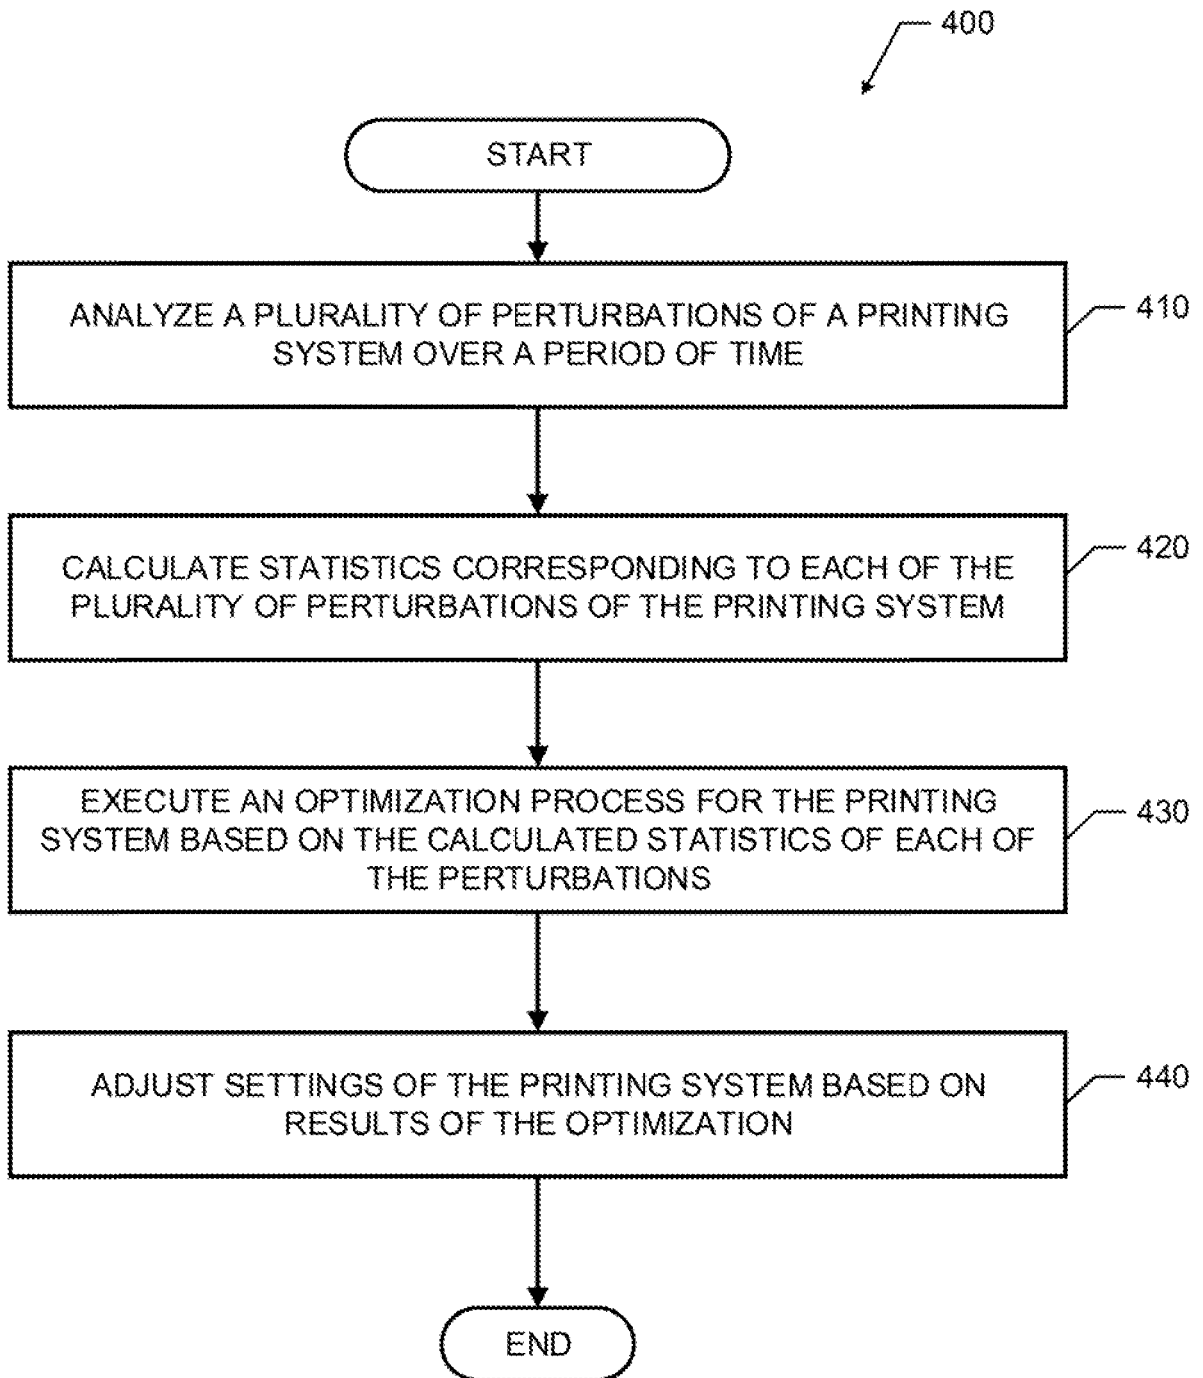 400
START
ANALYZE A PLURALITY OF PERTURBATIONS OF A PRINTING
SYSTEM OVER A PERIOD OF TIME
410
CALCULATE STATISTICS CORRESPONDING TO EACH OF THE
PLURALITY OF PERTURBATIONS OF THE PRINTING SYSTEM
420
EXECUTE AN OPTIMIZATION PROCESS FOR THE PRINTING
SYSTEM BASED ON THE CALCULATED STATISTICS OF EACH OF
THE PERTURBATIONS
430
ADJUST SETTINGS OF THE PRINTING SYSTEM BASED ON
RESULTS OF THE OPTIMIZATION
440
END